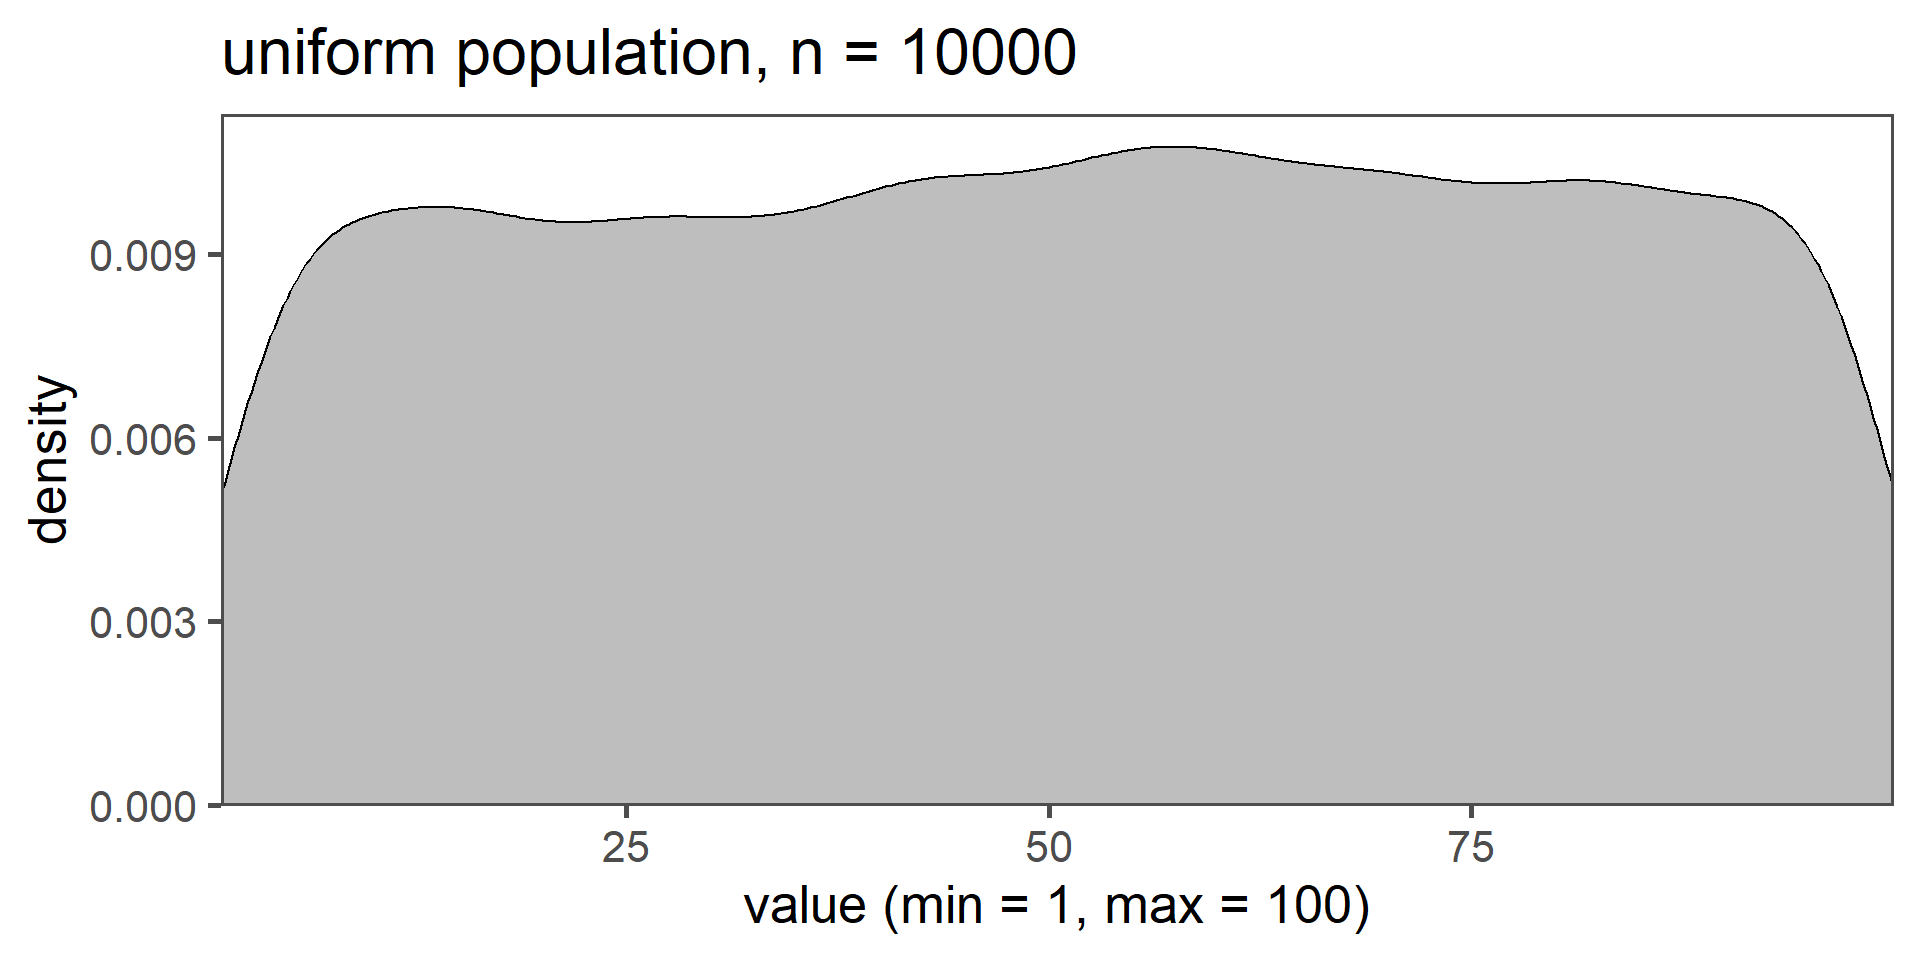 uniform population, n = 10000
density
0.009
0.006
0.003
0.000
25 50 75
value (min = 1, max = 100)